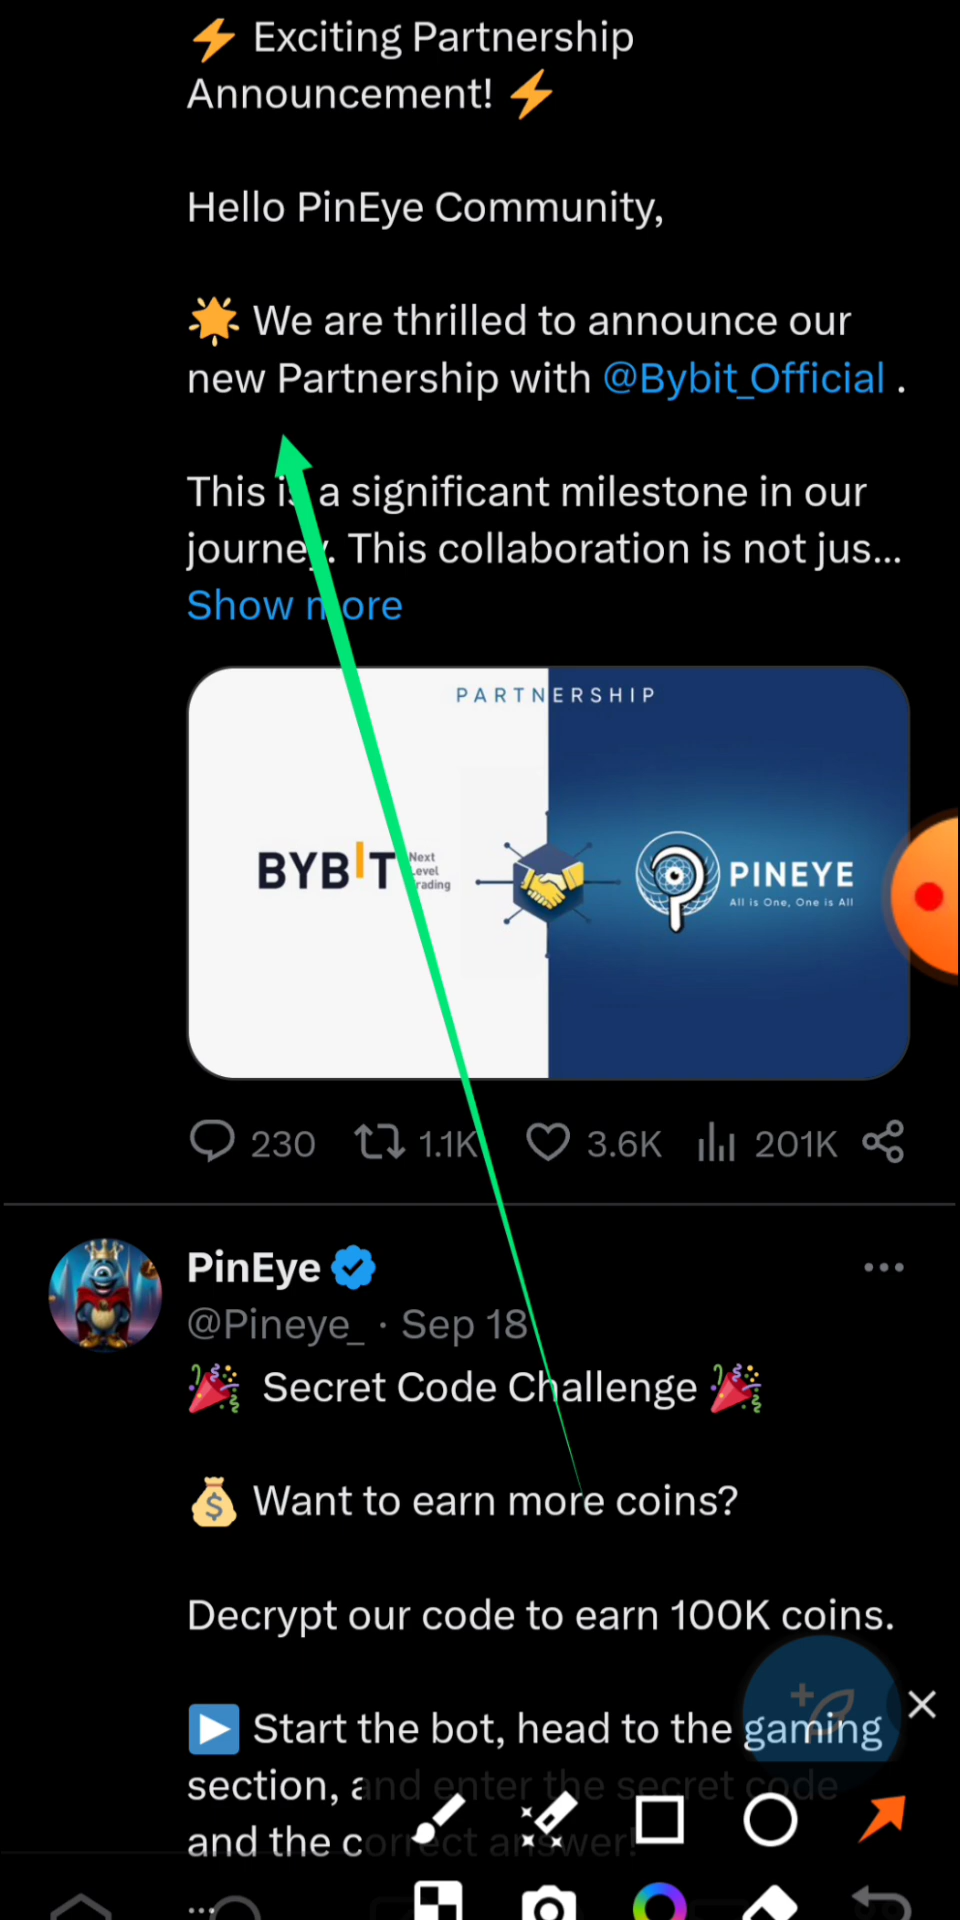 ⚡ Exciting Partnership
Announcement! ⚡
Hello PinEye Community,
🌟 We are thrilled to announce our
new Partnership with @Bybit_Official .
This is a significant milestone in our
journey. This collaboration is not jus...
Show more
PARTNERSHIP
BYBIT
Next
Level
Trading
PINEYE
All is One, One is All
230 1.1K 3.6K 201K
PinEye
@Pineye_ · Sep 18
🎉 Secret Code Challenge 🎉
💰 Want to earn more coins?
Decrypt our code to earn 100K coins.
▶️ Start the bot, head to the gaming
section, and enter the secret code
and the correct answer!
...